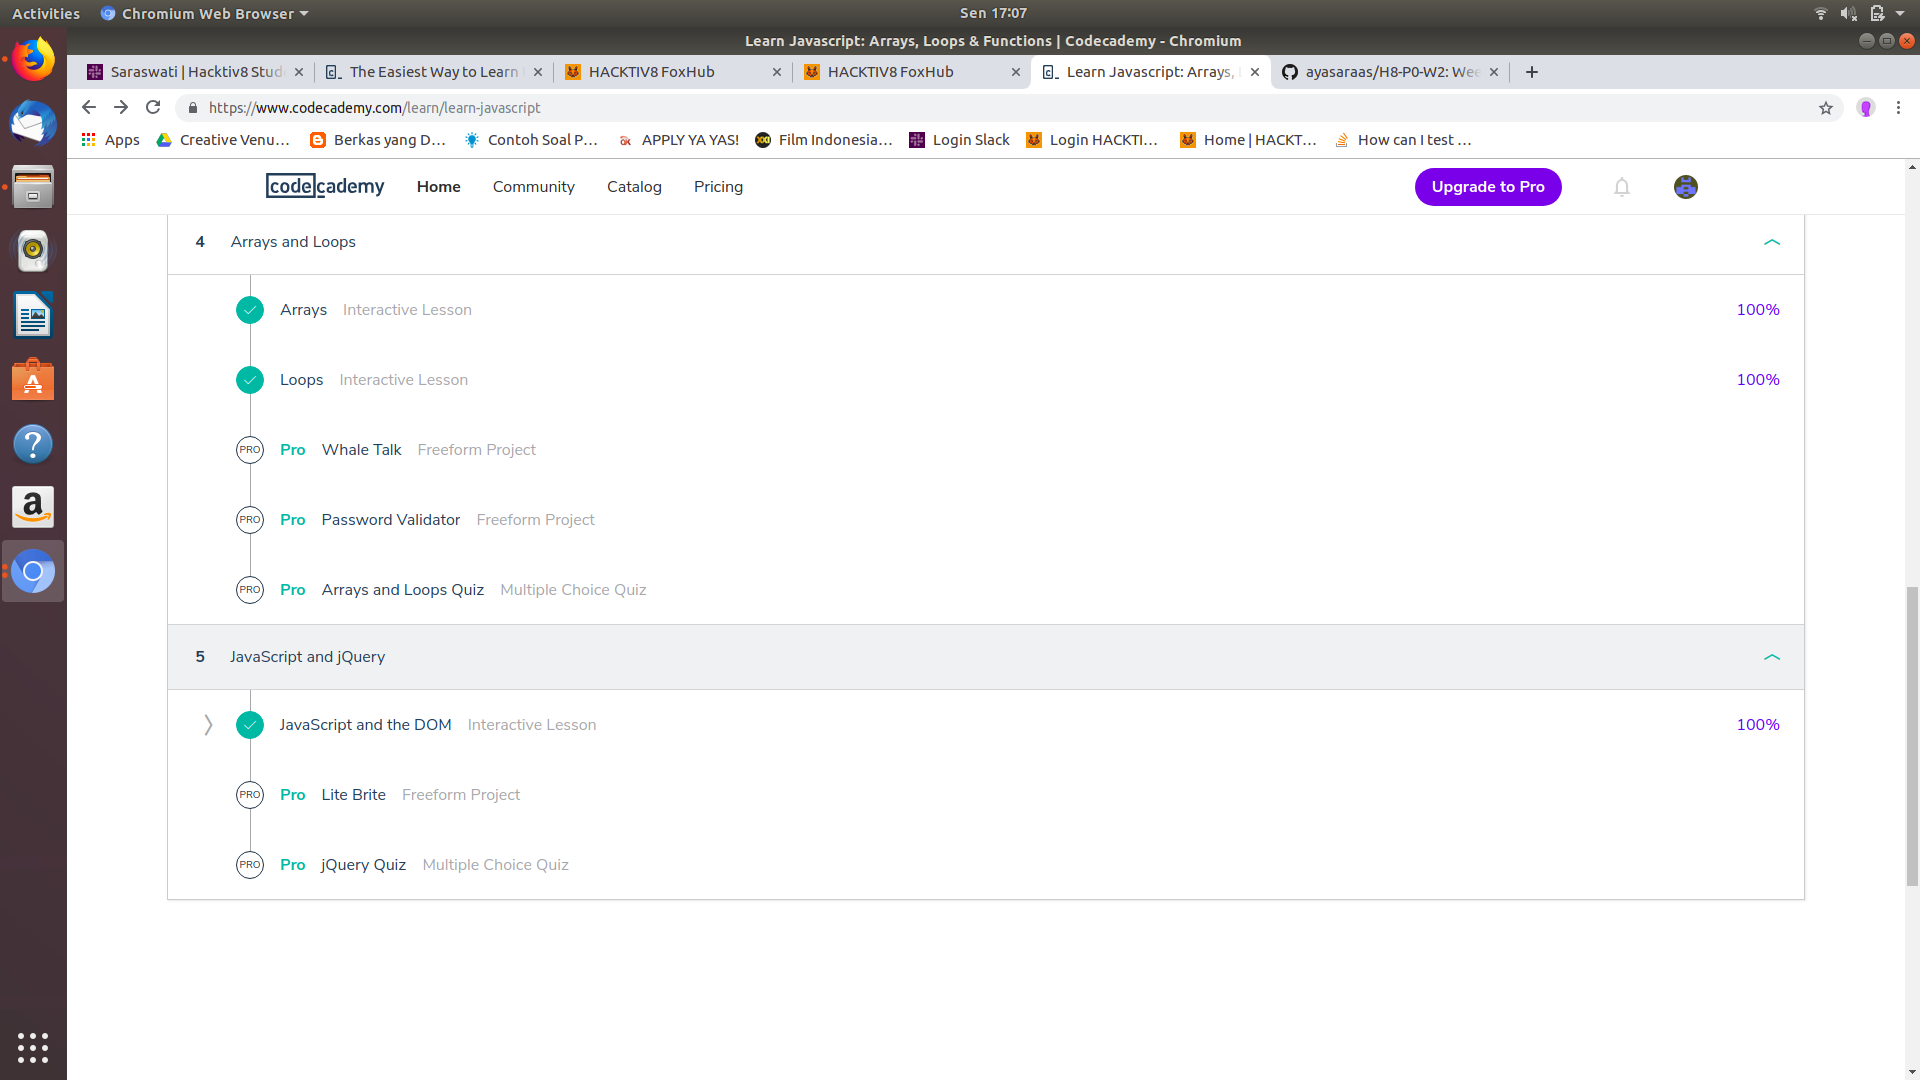 Activities Chromium Web Browser Sen 17:07
Learn Javascript: Arrays, Loops & Functions | Codecademy - Chromium
Saraswati | Hacktiv8 Stud The Easiest Way to Learn HACKTIV8 FoxHub HACKTIV8 FoxHub Learn Javascript: Arrays, ayasaraas/H8-P0-W2: Wee
https://www.codecademy.com/learn/learn-javascript
Apps Creative Venu... Berkas yang D... Contoh Soal P... APPLY YA YAS! Film Indonesia... Login Slack Login HACKTI... Home | HACKT... How can I test ...
codecademy Home Community Catalog Pricing Upgrade to Pro
4 Arrays and Loops
Arrays Interactive Lesson 100%
Loops Interactive Lesson 100%
PRO Pro Whale Talk Freeform Project
PRO Pro Password Validator Freeform Project
PRO Pro Arrays and Loops Quiz Multiple Choice Quiz
5 JavaScript and jQuery
JavaScript and the DOM Interactive Lesson 100%
PRO Pro Lite Brite Freeform Project
PRO Pro jQuery Quiz Multiple Choice Quiz